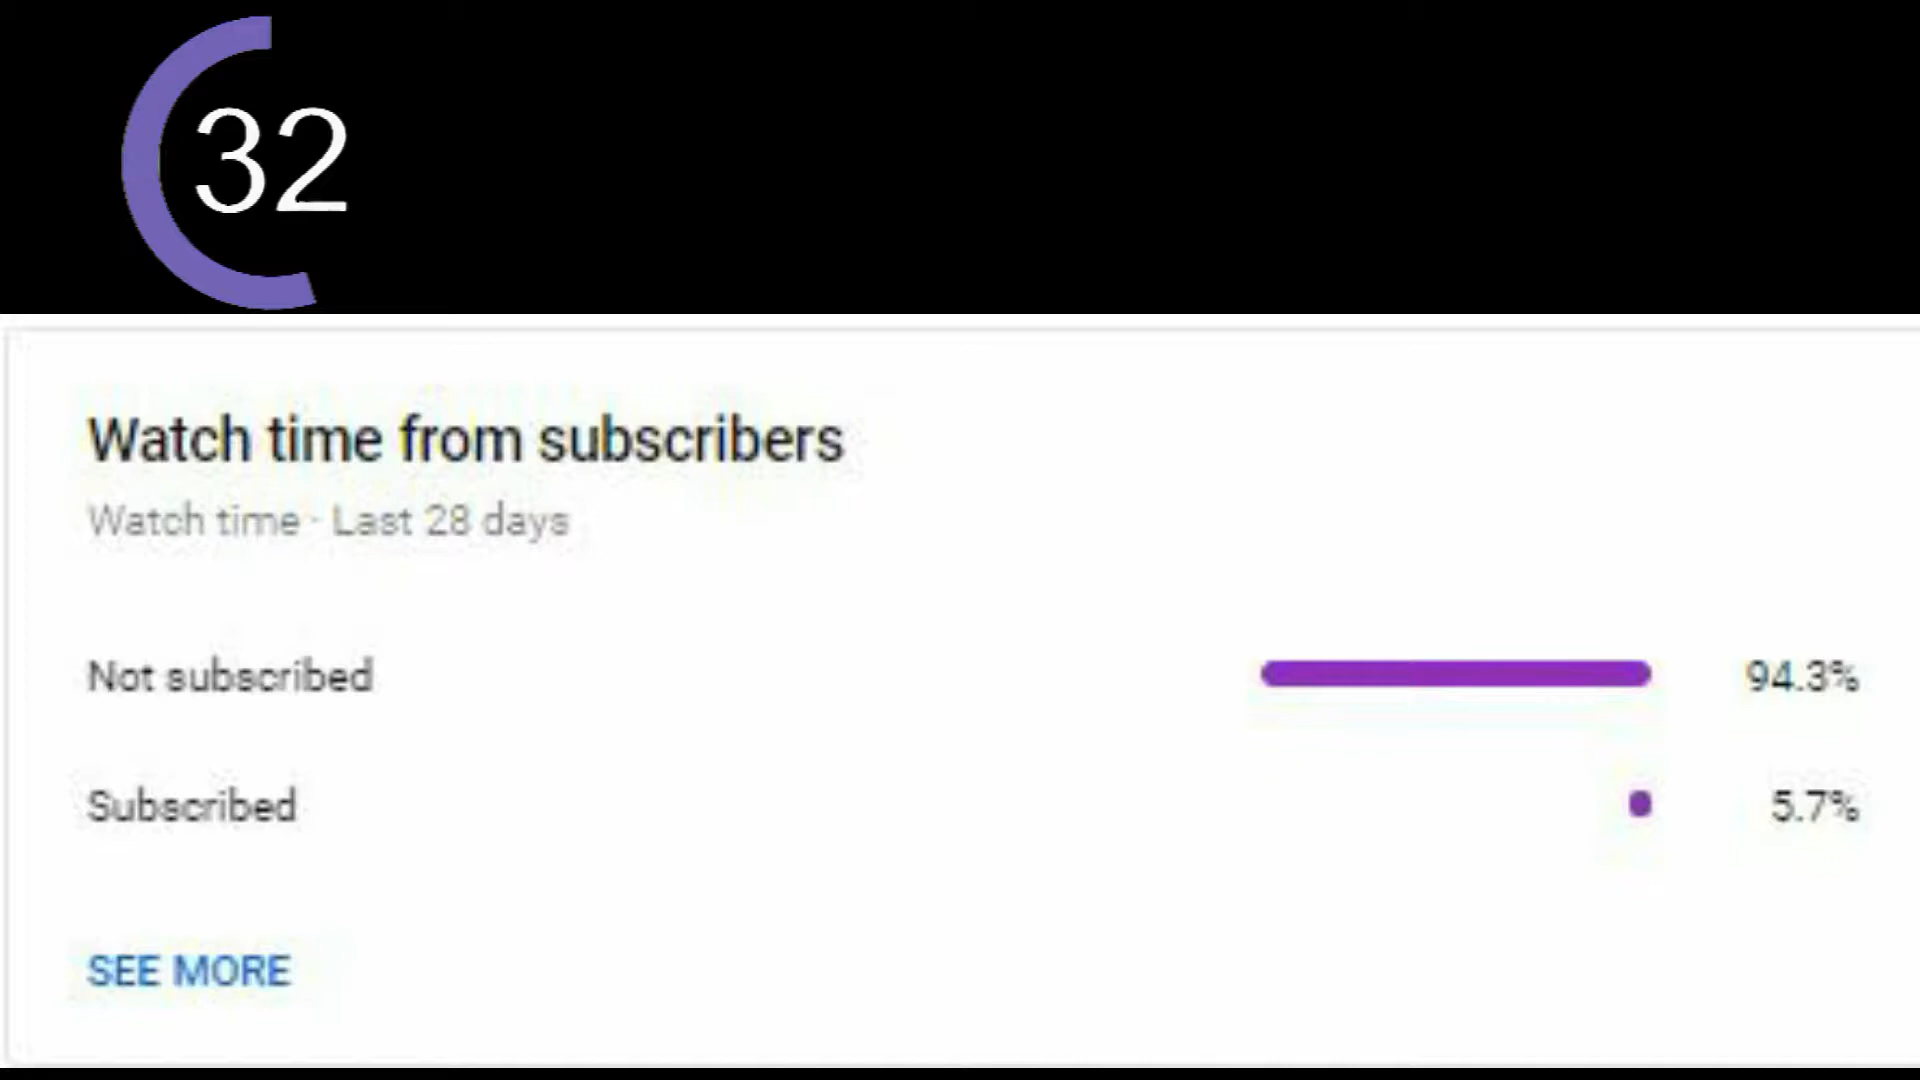 32
Watch time from subscribers
Watch time · Last 28 days
Not subscribed 94.3%
Subscribed 5.7%
SEE MORE